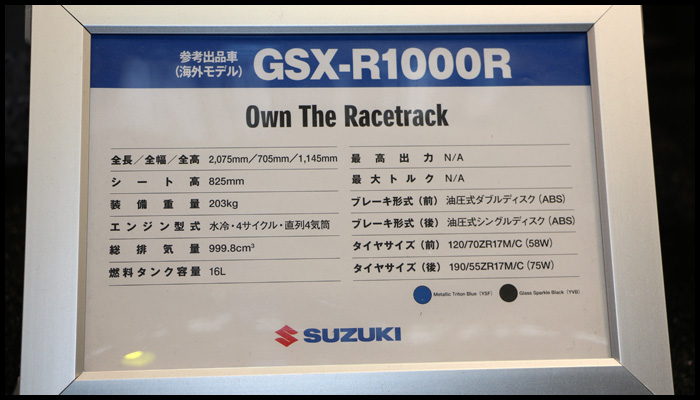 参考出品車
(海外モデル)
GSX-R1000R
Own The Racetrack
全長／全幅／全高 2,075mm／705mm／1,145mm
シート高 825mm
装備重量 203kg
エンジン型式 水冷・4サイクル・直列4気筒
総排気量 999.8cm³
燃料タンク容量 16L
最高出力 N/A
最大トルク N/A
ブレーキ形式（前） 油圧式ダブルディスク（ABS）
ブレーキ形式（後） 油圧式シングルディスク（ABS）
タイヤサイズ（前） 120/70ZR17M/C（58W）
タイヤサイズ（後） 190/55ZR17M/C（75W）
Metallic Triton Blue（YSF）
Glass Sparkle Black（YVB）
SUZUKI